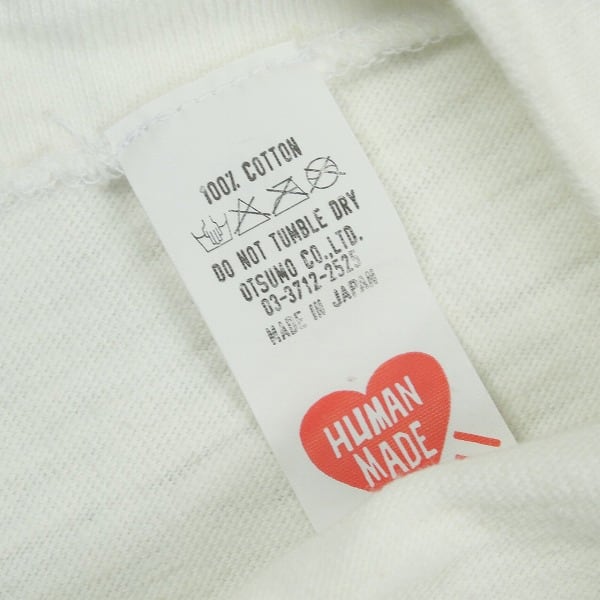 100% COTTON
DO NOT TUMBLE DRY
OTSUMO CO.,LTD.
03-3712-2525
MADE IN JAPAN
HUMAN
MADE